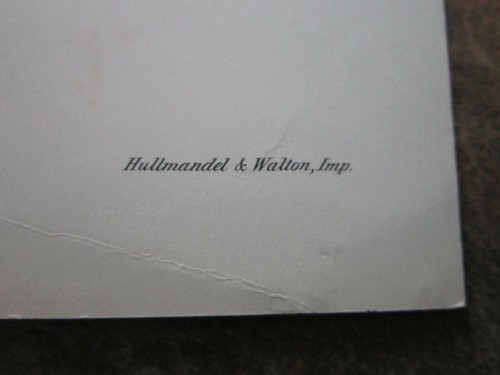 Hullmandel & Walton, Imp.